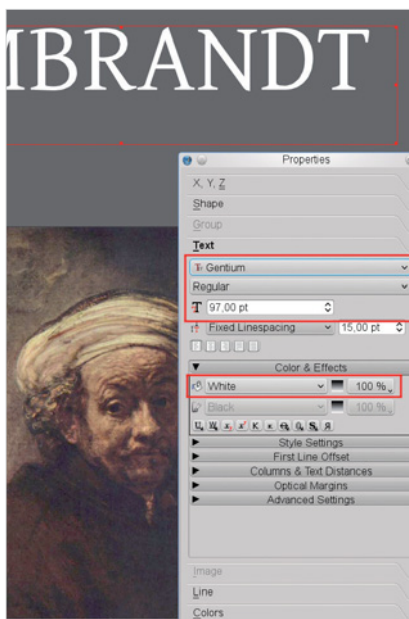 MBRANDT
Properties
X, Y, Z
Shape
Group
Text
Gentium
Regular
97,00 pt
Fixed Linespacing 15,00 pt
Color & Effects
White 100 %
Black 100 %
Style Settings
First Line Offset
Columns & Text Distances
Optical Margins
Advanced Settings
Image
Line
Colors